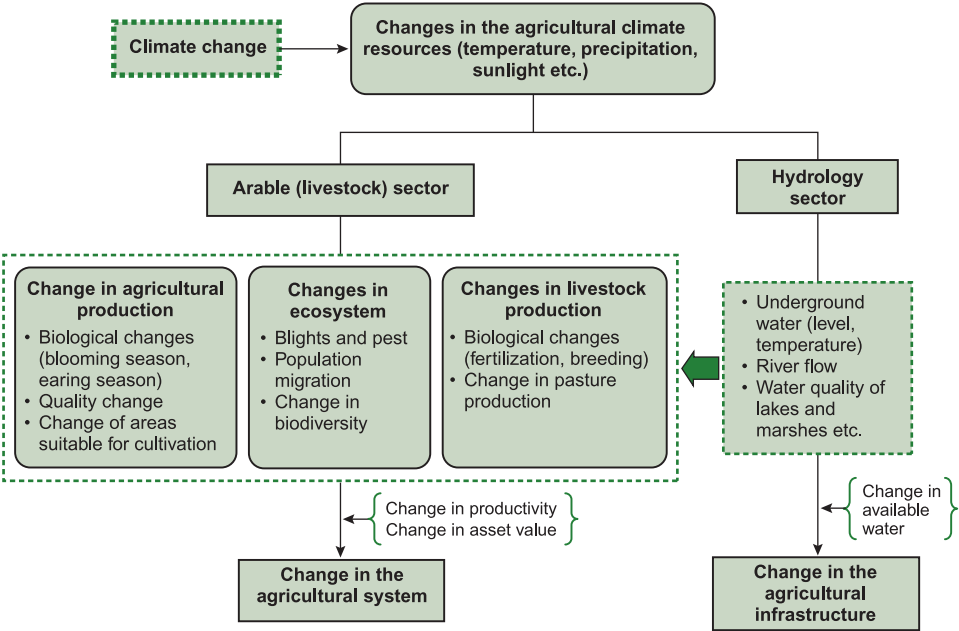 Climate change
Changes in the agricultural climate
resources (temperature, precipitation,
sunlight etc.)
Arable (livestock) sector
Hydrology
sector
Change in agricultural
production
• Biological changes
(blooming season,
earing season)
• Quality change
• Change of areas
suitable for cultivation
Changes in
ecosystem
• Blights and pest
• Population
migration
• Change in
biodiversity
Changes in livestock
production
• Biological changes
(fertilization, breeding)
• Change in pasture
production
• Underground
water (level,
temperature)
• River flow
• Water quality of
lakes and
marshes etc.
Change in productivity
Change in asset value
Change in
available
water
Change in the
agricultural system
Change in the
agricultural
infrastructure